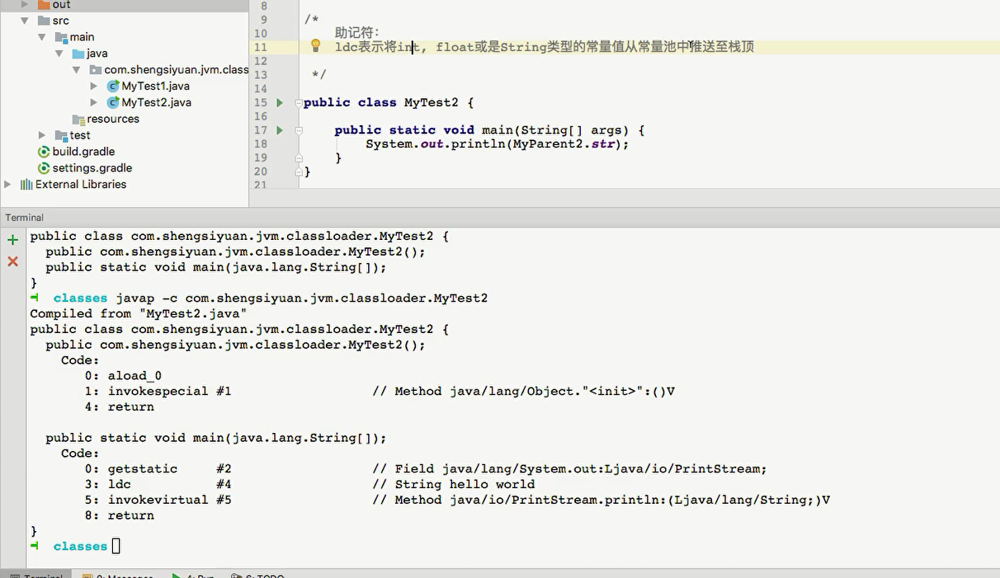 out
src
main
java
com.shengsiyuan.jvm.class
MyTest1.java
MyTest2.java
resources
test
build.gradle
settings.gradle
External Libraries
8
9 /*
10 助记符:
11 ldc表示将int, float或是String类型的常量值从常量池中推送至栈顶
12
13 */
14
15 public class MyTest2 {
16
17 public static void main(String[] args) {
18 System.out.println(MyParent2.str);
19 }
20 }
21
Terminal
public class com.shengsiyuan.jvm.classloader.MyTest2 {
public com.shengsiyuan.jvm.classloader.MyTest2();
public static void main(java.lang.String[]);
}
classes javap -c com.shengsiyuan.jvm.classloader.MyTest2
Compiled from "MyTest2.java"
public class com.shengsiyuan.jvm.classloader.MyTest2 {
public com.shengsiyuan.jvm.classloader.MyTest2();
Code:
0: aload_0
1: invokespecial #1 // Method java/lang/Object."<init>":()V
4: return
public static void main(java.lang.String[]);
Code:
0: getstatic #2 // Field java/lang/System.out:Ljava/io/PrintStream;
3: ldc #4 // String hello world
5: invokevirtual #5 // Method java/io/PrintStream.println:(Ljava/lang/String;)V
8: return
}
classes
Terminal